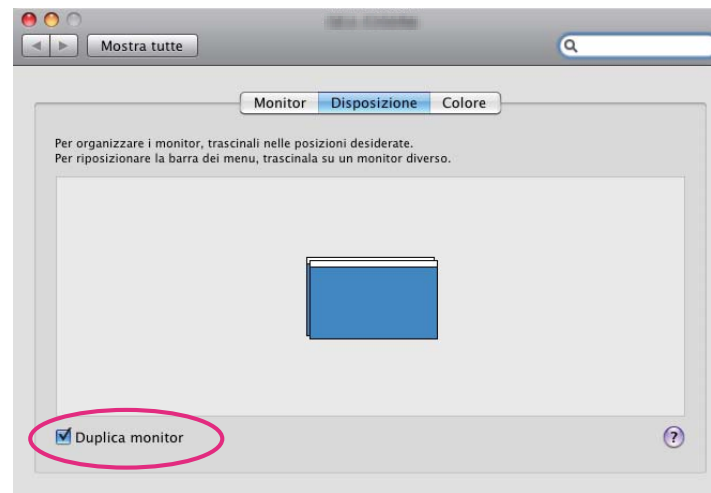 Mostra tutte
Monitor Disposizione Colore
Per organizzare i monitor, trascinali nelle posizioni desiderate.
Per riposizionare la barra dei menu, trascinala su un monitor diverso.
Duplica monitor
?